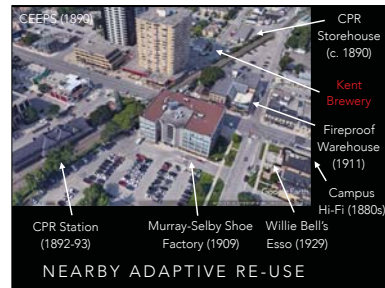 CEEPS (1890)
CPR
Storehouse
(c. 1890)
Kent
Brewery
Fireproof
Warehouse
(1911)
Campus
Hi-Fi (1880s)
CPR Station
(1892-93)
Murray-Selby Shoe
Factory (1909)
Willie Bell's
Esso (1929)
NEARBY ADAPTIVE RE-USE